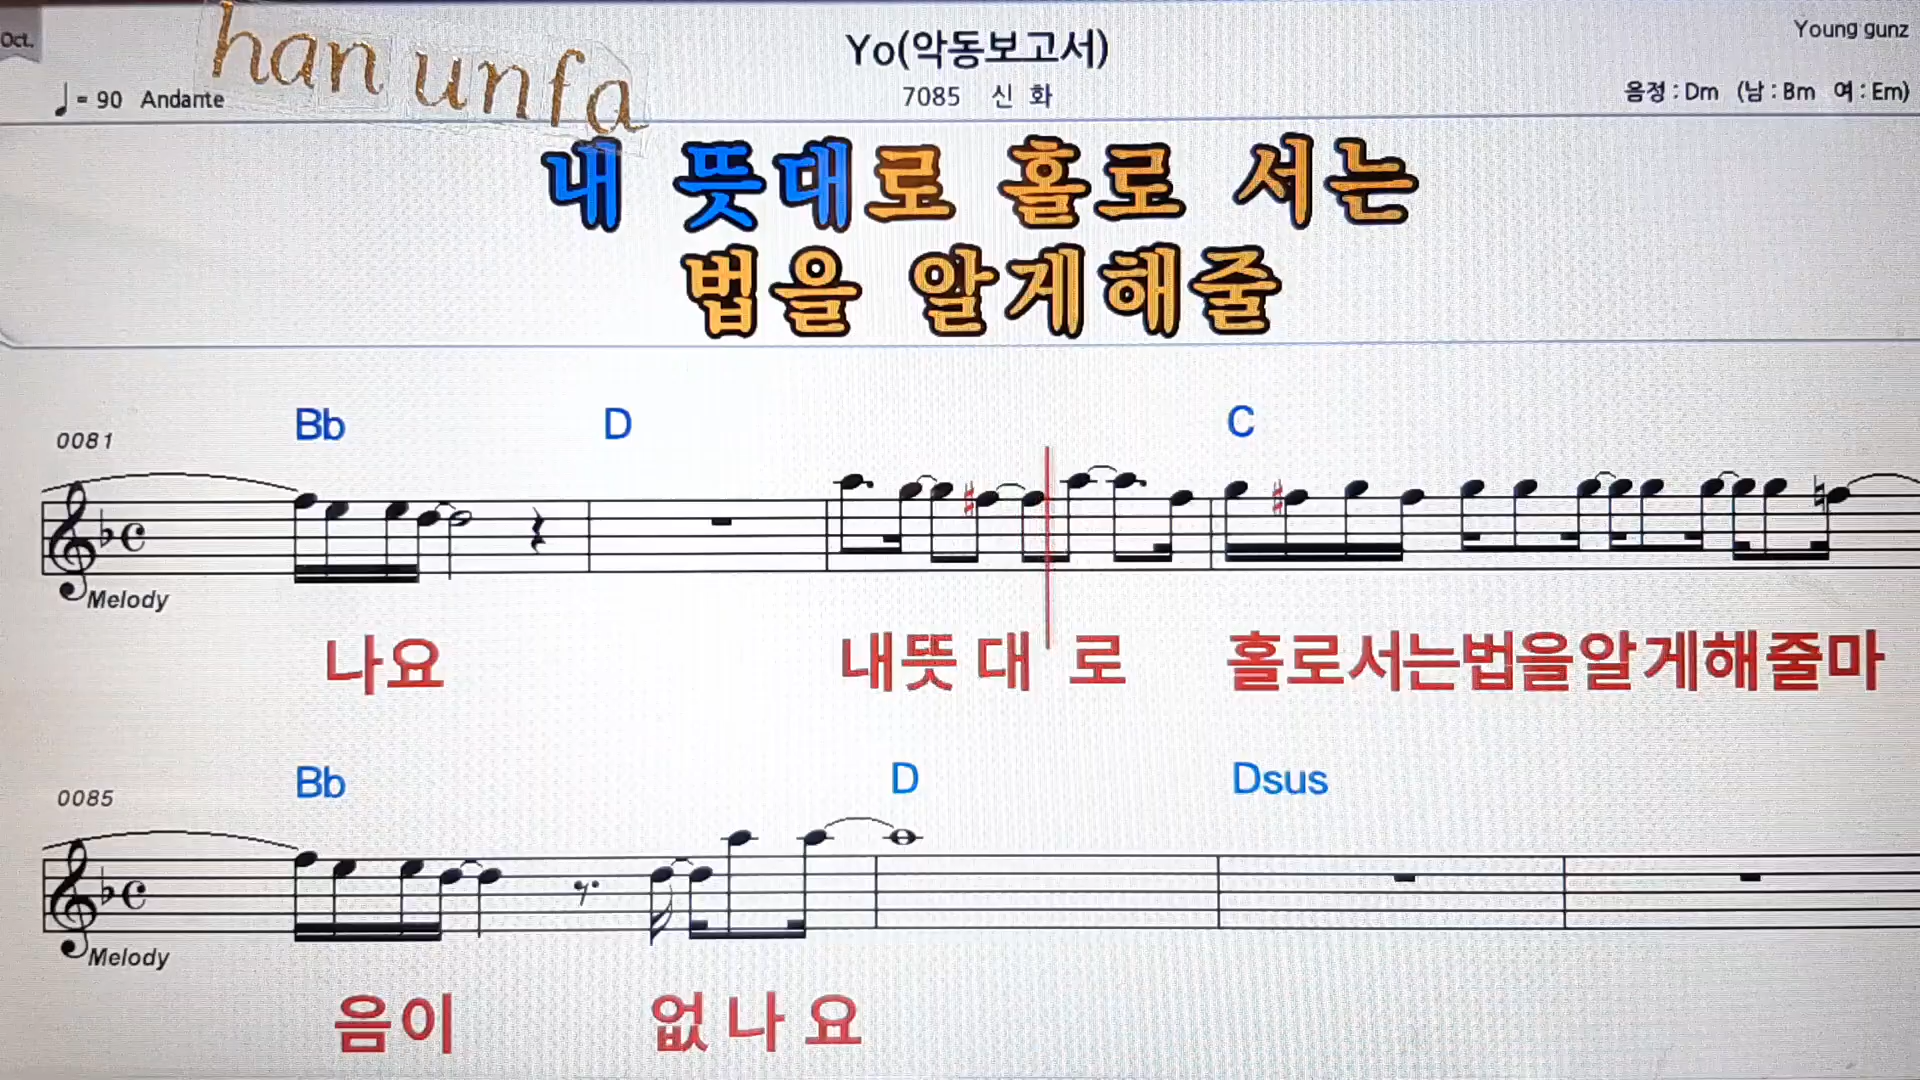 Oct.
han unfa
Yo(악동보고서)
Young gunz
= 90 Andante
7085 신 화
음정 : Dm (남 : Bm 여 : Em)
내 뜻대로 홀로 서는
법을 알게해줄
0081
Bb D C
Melody
나요 내뜻 대 로 홀로서는법을알게해줄마
0085
Bb D Dsus
Melody
음이 없나요